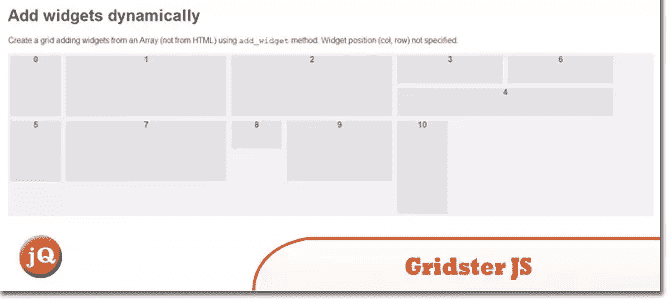 Add widgets dynamically
Create a grid adding widgets from an Array (not from HTML) using add_widget method. Widget position (col, row) not specified.
0 1 2 3 6
4
5 7 8 9 10
jQ
Gridster JS